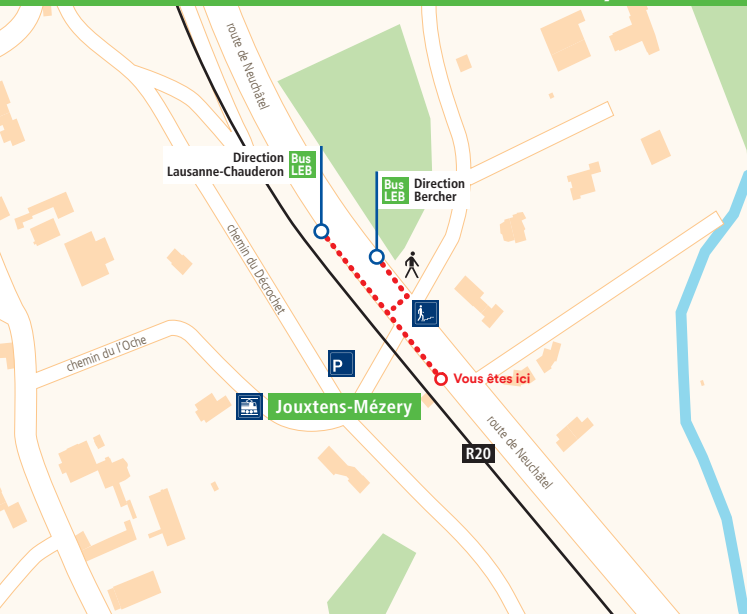 route de Neuchâtel
Direction
Lausanne-Chauderon
Bus
LEB
Bus
LEB
Direction
Bercher
chemin du Décrochet
chemin du l'Oche
P
Vous êtes ici
Jouxtens-Mézery
route de Neuchâtel
R20